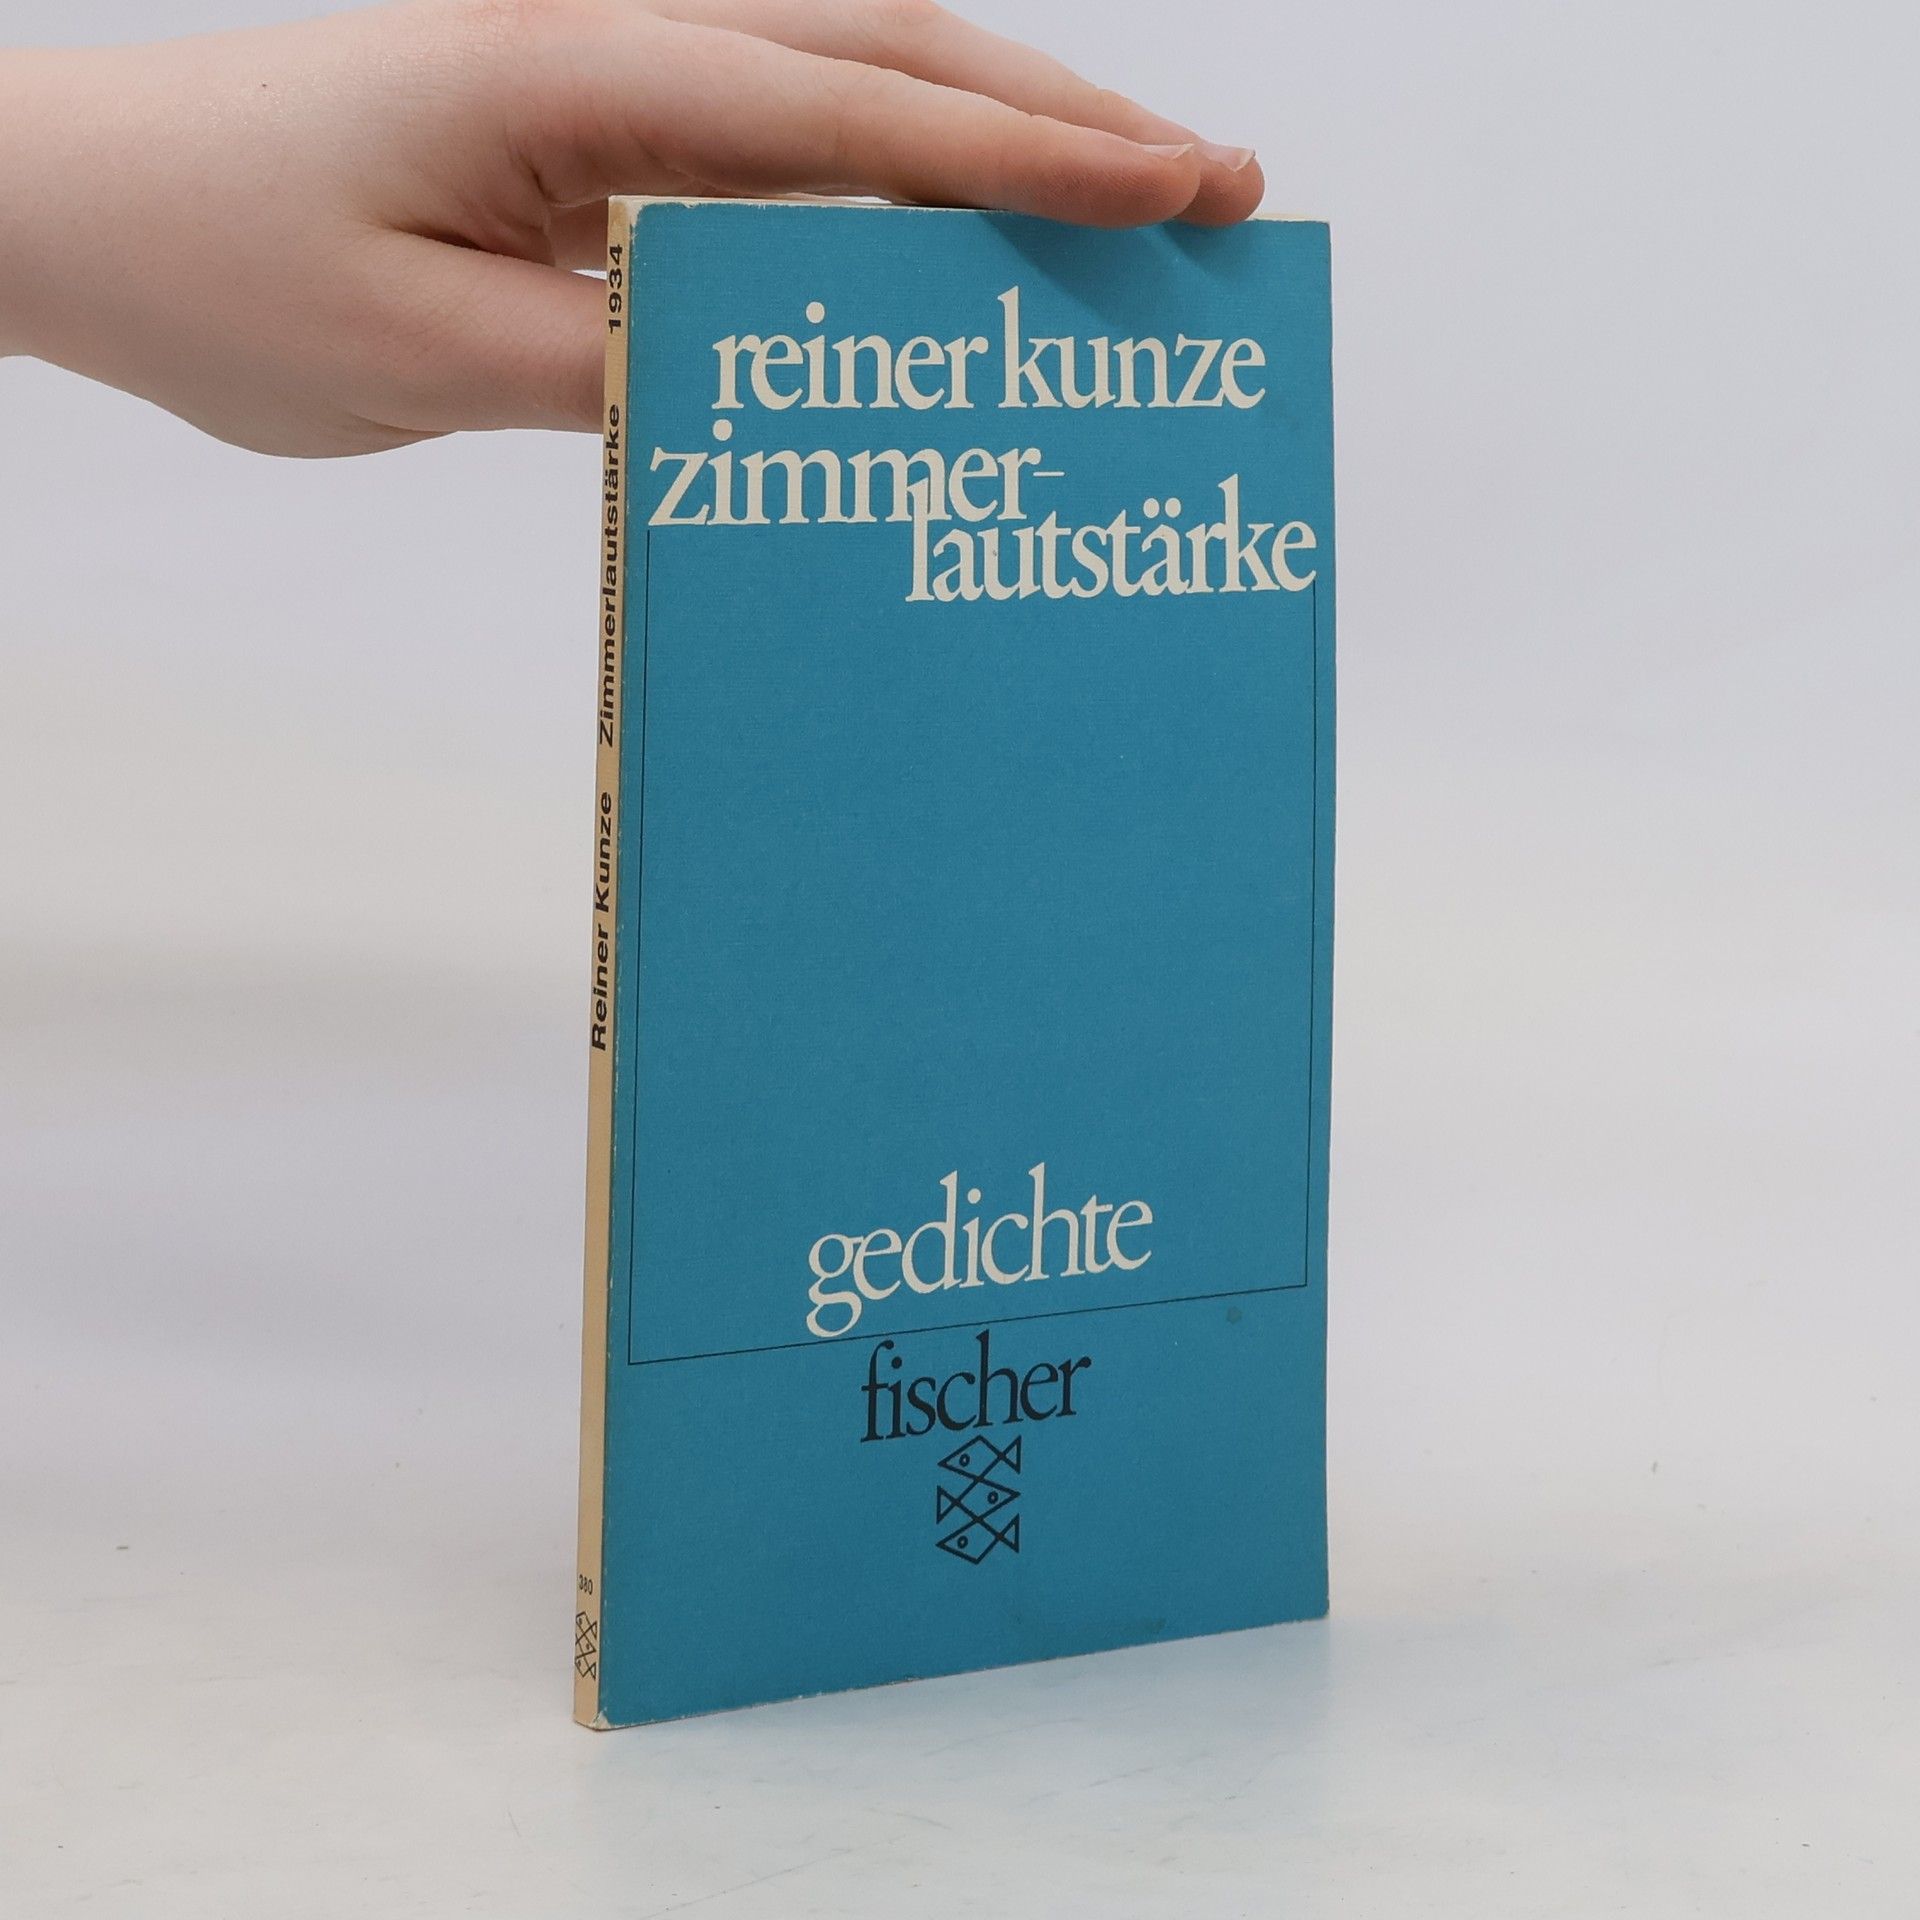 reiner kunze
zimmer-
lautstärke
gedichte
fischer
Reiner Kunze Zimmerlautstärke 1934
380